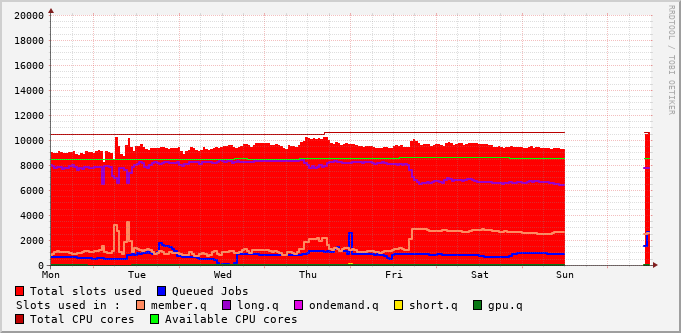 20000
18000
16000
14000
12000
10000
8000
6000
4000
2000
0
Mon Tue Wed Thu Fri Sat Sun
RRDTOOL / TOBI OETIKER
Total slots used Queued Jobs
Slots used in : member.q long.q ondemand.q short.q gpu.q
Total CPU cores Available CPU cores